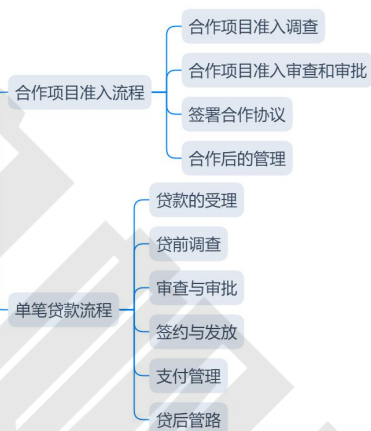 合作项目准入流程
合作项目准入调查
合作项目准入审查和审批
签署合作协议
合作后的管理
单笔贷款流程
贷款的受理
贷前调查
审查与审批
签约与发放
支付管理
贷后管路